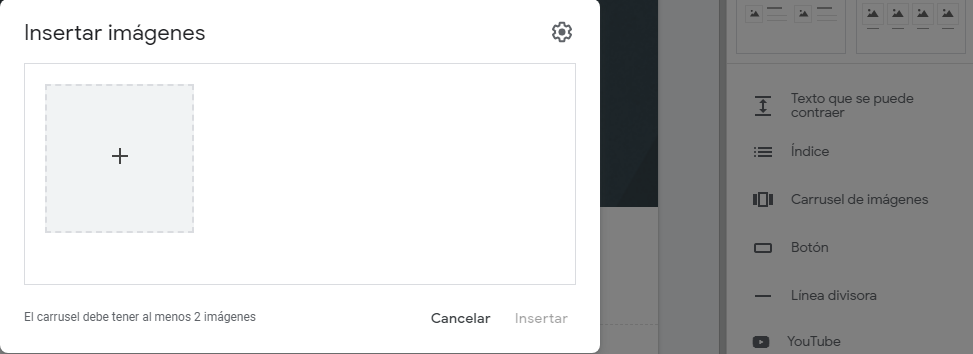 Insertar imágenes
El carrusel debe tener al menos 2 imágenes
Cancelar
Insertar
Texto que se puede
contraer
Índice
Carrusel de imágenes
Botón
Línea divisora
YouTube